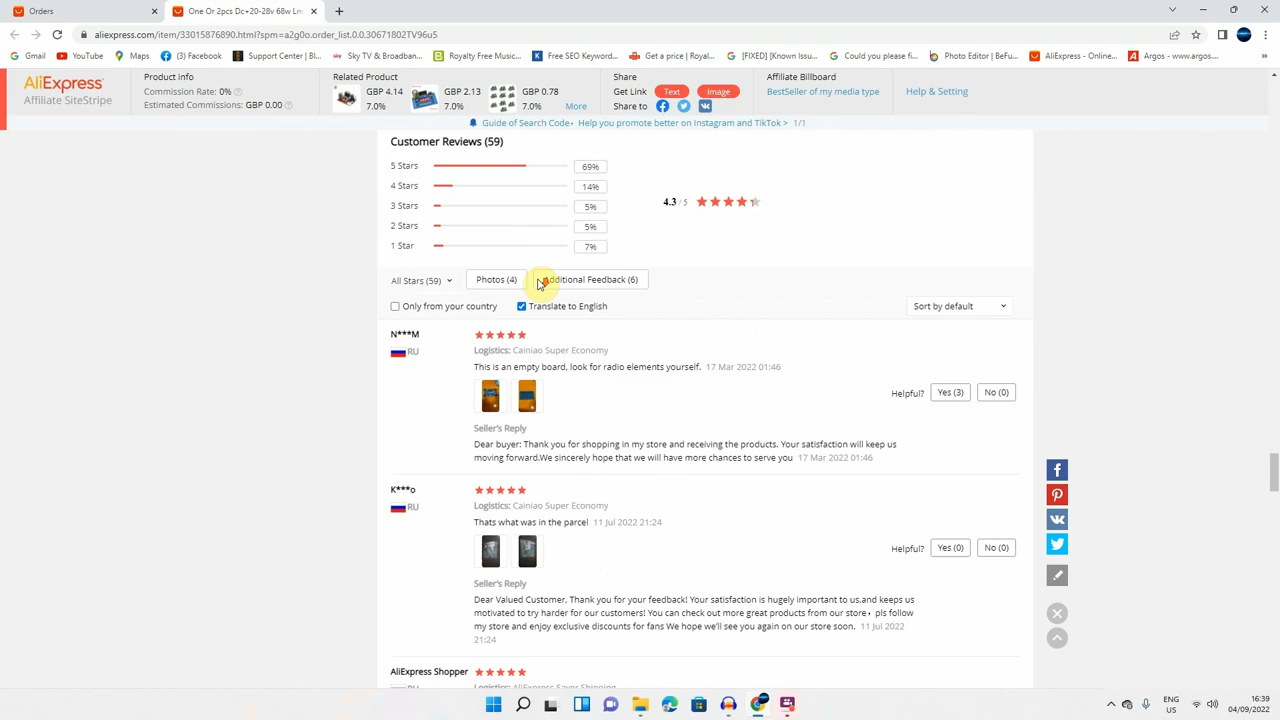 Orders
One Or 2pcs Dc+20-28v 68w Lm
aliexpress.com/item/33015876890.html?spm=a2g0o.order_list.0.0.30671802TV96u5
Gmail
YouTube
Maps
(3) Facebook
Support Center | Bl...
Sky TV & Broadban...
Royalty Free Music...
Free SEO Keyword...
Get a price | Royal...
[FIXED] [Known Issu...
Could you please fi...
Photo Editor | BeFu...
AliExpress - Online...
Argos - www.argos...
»
AliExpress
Affiliate SiteStripe
Product info
Commission Rate: 0%
Estimated Commissions: GBP 0.00
Related Product
GBP 4.14
7.0%
GBP 2.13
7.0%
GBP 0.78
7.0%
More
Share
Get Link Text Image
Share to
Affiliate Billboard
BestSeller of my media type
Help & Setting
Guide of Search Code, Help you promote better on Instagram and TikTok > 1/1
Customer Reviews (59)
5 Stars 69%
4 Stars 14%
3 Stars 5%
2 Stars 5%
1 Star 7%
4.3 / 5
All Stars (59)
Photos (4)
Additional Feedback (6)
Only from your country
Translate to English
Sort by default
N***M
RU
Logistics: Cainiao Super Economy
This is an empty board, look for radio elements yourself. 17 Mar 2022 01:46
Helpful? Yes (3) No (0)
Seller's Reply
Dear buyer: Thank you for shopping in my store and receiving the products. Your satisfaction will keep us
moving forward.We sincerely hope that we will have more chances to serve you 17 Mar 2022 01:46
K***o
RU
Logistics: Cainiao Super Economy
Thats what was in the parcel 11 Jul 2022 21:24
Helpful? Yes (0) No (0)
Seller's Reply
Dear Valued Customer, Thank you for your feedback! Your satisfaction is hugely important to us,and keeps us
motivated to try harder for our customers! You can check out more great products from our store, pls follow
my store and enjoy exclusive discounts for fans We hope we'll see you again on our store soon. 11 Jul 2022
21:24
AliExpress Shopper
RU
Logistics: AliExpress Saver Shipping
ENG
US
16:39
04/09/2022